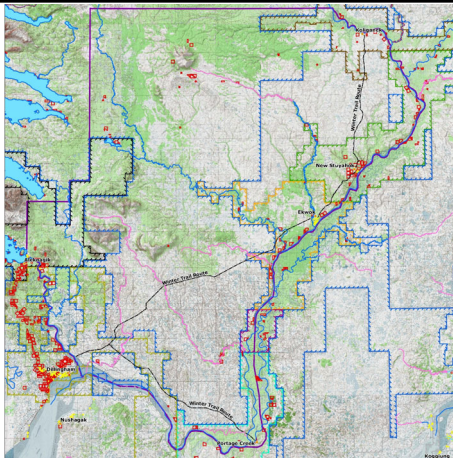 Koliganek
Winter Trail Route
New Stuyahok
Ekwok
Winter Trail Route
Aleknagik
Dillingham
Winter Trail Route
Nushagak
Portage Creek
Koggiung